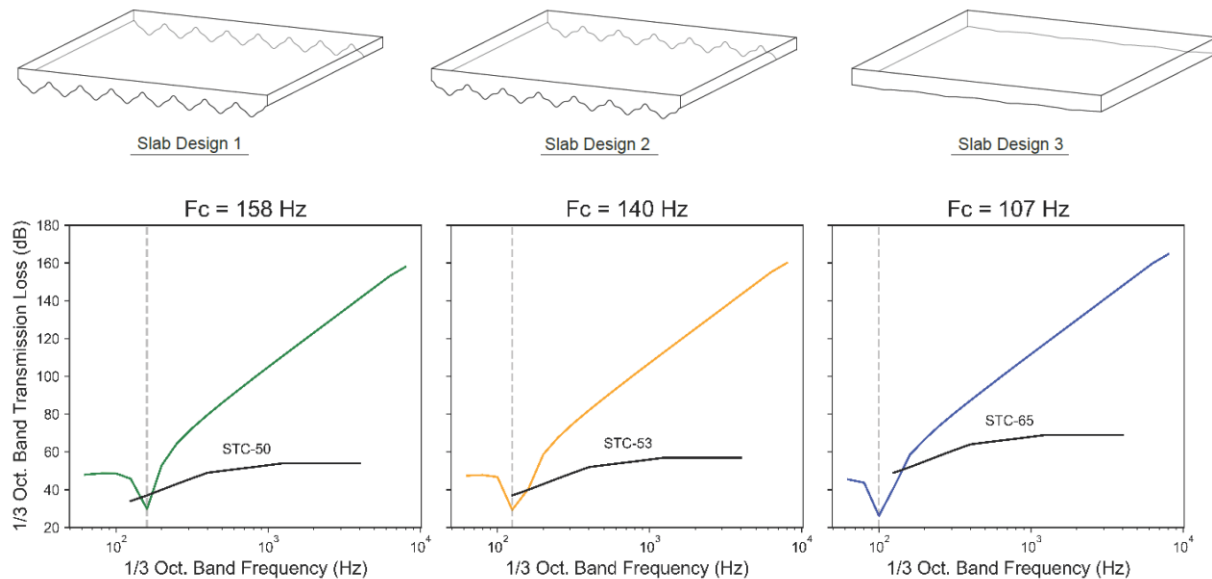 Slab Design 1
Slab Design 2
Slab Design 3
Fc = 158 Hz
Fc = 140 Hz
Fc = 107 Hz
1/3 Oct. Band Transmission Loss (dB)
180
160
140
120
100
80
60
40
20
STC-50
STC-53
STC-65
10² 10³ 10⁴
10² 10³ 10⁴
10² 10³ 10⁴
1/3 Oct. Band Frequency (Hz)
1/3 Oct. Band Frequency (Hz)
1/3 Oct. Band Frequency (Hz)